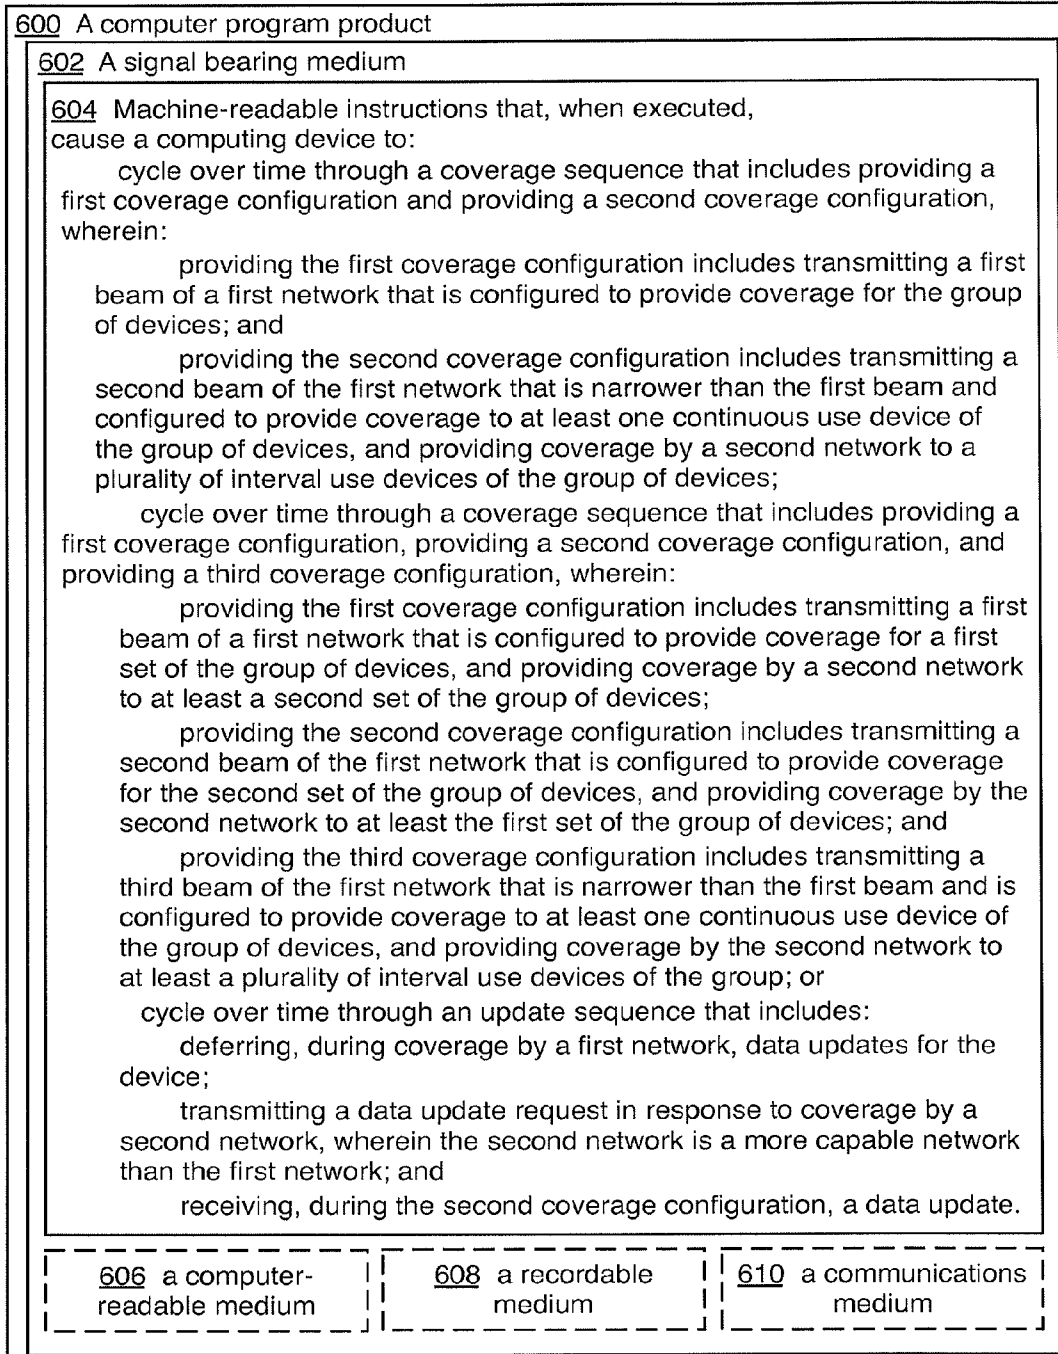 600 A computer program product
602 A signal bearing medium
604 Machine-readable instructions that, when executed,
cause a computing device to:
cycle over time through a coverage sequence that includes providing a
first coverage configuration and providing a second coverage configuration,
wherein:
providing the first coverage configuration includes transmitting a first
beam of a first network that is configured to provide coverage for the group
of devices; and
providing the second coverage configuration includes transmitting a
second beam of the first network that is narrower than the first beam and
configured to provide coverage to at least one continuous use device of
the group of devices, and providing coverage by a second network to a
plurality of interval use devices of the group of devices;
cycle over time through a coverage sequence that includes providing a
first coverage configuration, providing a second coverage configuration, and
providing a third coverage configuration, wherein:
providing the first coverage configuration includes transmitting a first
beam of a first network that is configured to provide coverage for a first
set of the group of devices, and providing coverage by a second network
to at least a second set of the group of devices;
providing the second coverage configuration includes transmitting a
second beam of the first network that is configured to provide coverage
for the second set of the group of devices, and providing coverage by the
second network to at least the first set of the group of devices; and
providing the third coverage configuration includes transmitting a
third beam of the first network that is narrower than the first beam and is
configured to provide coverage to at least one continuous use device of
the group of devices, and providing coverage by the second network to
at least a plurality of interval use devices of the group; or
cycle over time through an update sequence that includes:
deferring, during coverage by a first network, data updates for the
device;
transmitting a data update request in response to coverage by a
second network, wherein the second network is a more capable network
than the first network; and
receiving, during the second coverage configuration, a data update.
606 a computer-
readable medium
608 a recordable
medium
610 a communications
medium